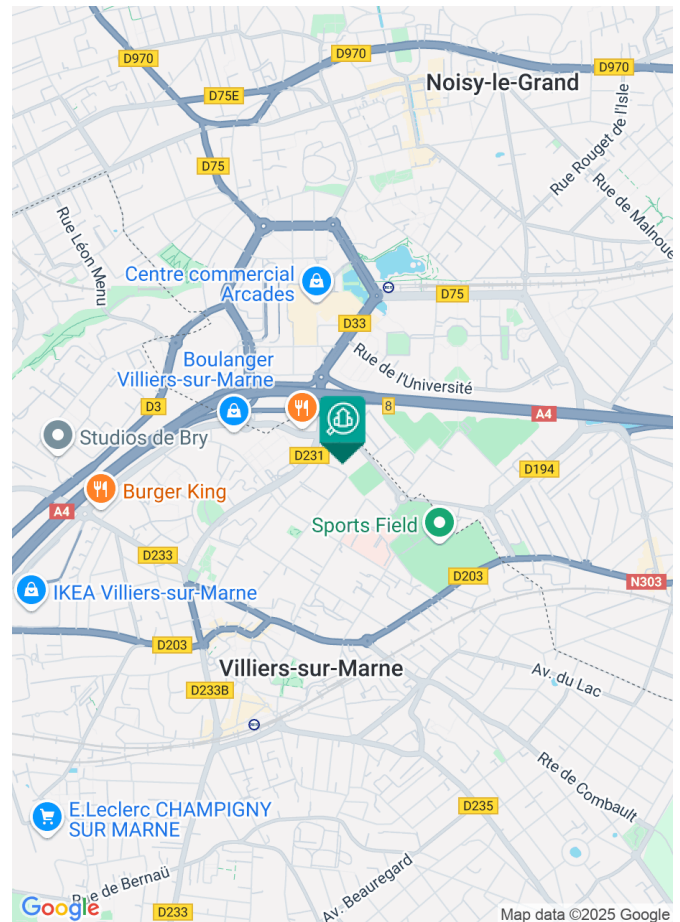 D970
D970
D970
Noisy-le-Grand
D75E
Rue Rouget de l'Isle
D75
Rue de Malnoue
Rue Léon Menu
Centre commercial
Arcades
D75
D33
Boulanger
Villiers-sur-Marne
Rue de l'Université
D3
8
A4
Studios de Bry
D231
D194
Burger King
A4
Sports Field
D233
D203
N303
IKEA Villiers-sur-Marne
D203
Villiers-sur-Marne
Av. du Lac
D233B
Rte de Combault
E.Leclerc CHAMPIGNY
SUR MARNE
D235
Rue de Bernaü
Av. Beauregard
D233
Google
Map data ©2025 Google